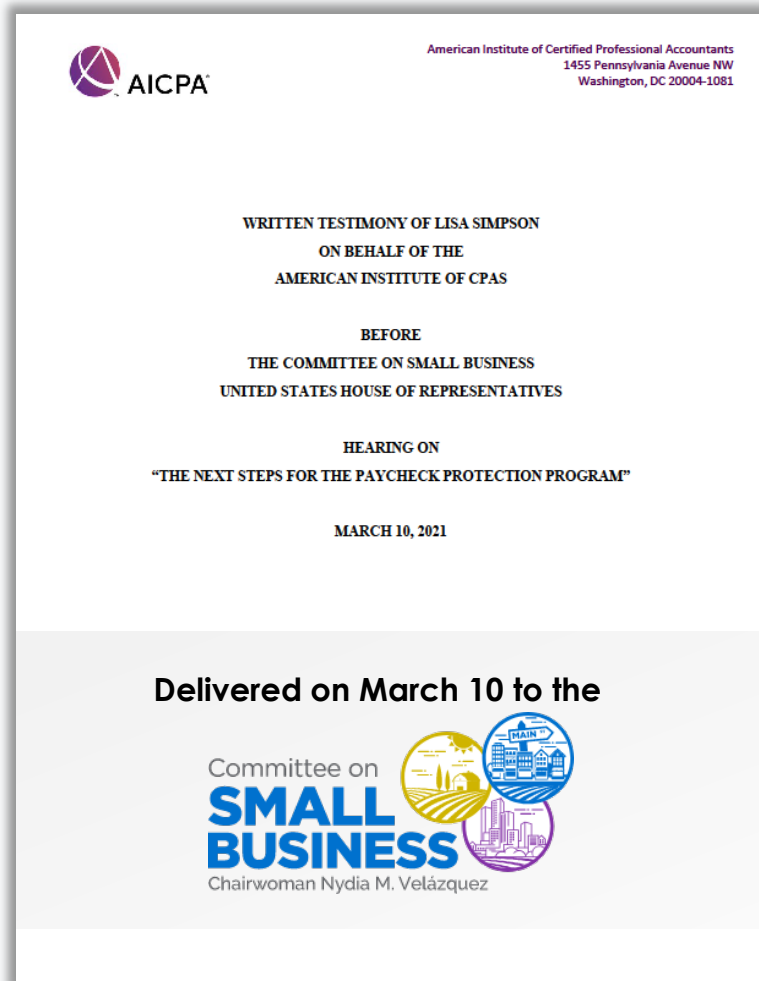 AICPA
American Institute of Certified Professional Accountants
1455 Pennsylvania Avenue NW
Washington, DC 20004-1081
WRITTEN TESTIMONY OF LISA SIMPSON
ON BEHALF OF THE
AMERICAN INSTITUTE OF CPAS
BEFORE
THE COMMITTEE ON SMALL BUSINESS
UNITED STATES HOUSE OF REPRESENTATIVES
HEARING ON
“THE NEXT STEPS FOR THE PAYCHECK PROTECTION PROGRAM”
MARCH 10, 2021
Delivered on March 10 to the
MAIN ST
Committee on
SMALL
BUSINESS
Chairwoman Nydia M. Velázquez